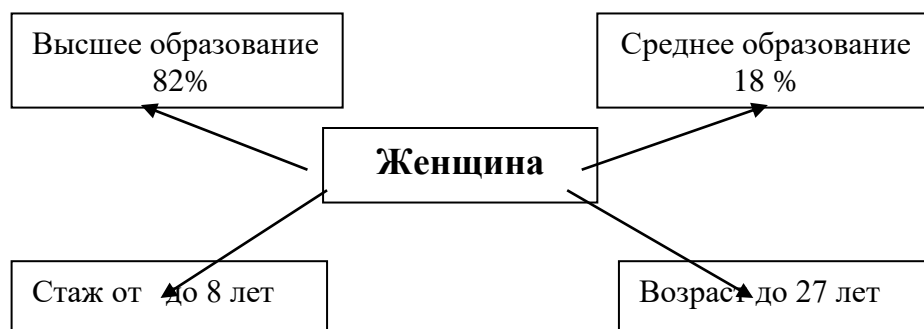 Высшее образование
82%
Среднее образование
18 %
Женщина
Стаж от до 8 лет
Возраст до 27 лет